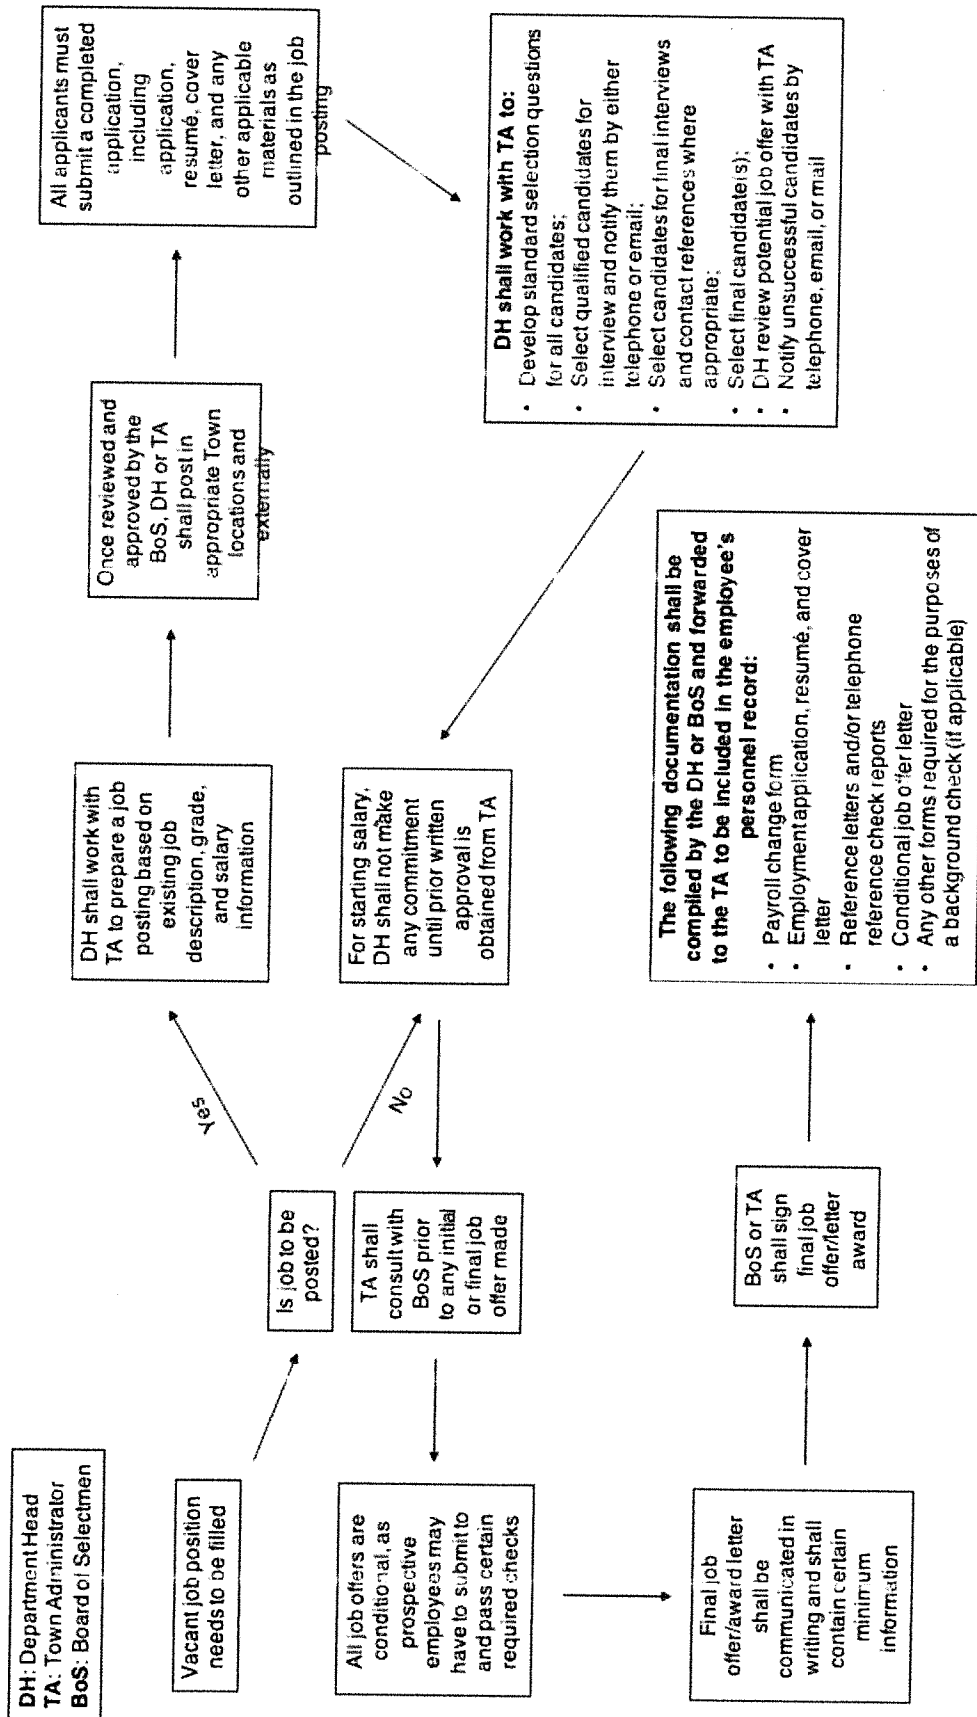 DH: Department Head
TA: Town Administrator
BoS: Board of Selectmen
Vacant job position
needs to be filled
Is job to be
posted?
Yes
No
DH shall work with
TA to prepare a job
posting based on
existing job
description, grade,
and salary
information
Once reviewed and
approved by the
BoS, DH or TA
shall post in
appropriate Town
locations and
externally
All applicants must
submit a completed
application,
including
application,
resumé, cover
letter, and any
other applicable
materials as
outlined in the job
posting
DH shall work with TA to:
• Develop standard selection questions
for all candidates;
• Select qualified candidates for
interview and notify them by either
telephone or email;
• Select candidates for final interviews
and contact references where
appropriate;
• Select final candidate(s);
• DH review potential job offer with TA
• Notify unsuccessful candidates by
telephone, email, or mail
For starting salary,
DH shall not make
any commitment
until prior written
approval is
obtained from TA
TA shall
consult with
BoS prior
to any initial
or final job
offer made
All job offers are
conditional, as
prospective
employees may
have to submit to
and pass certain
required checks
Final job
offer/award letter
shall be
communicated in
writing and shall
contain certain
minimum
information
BoS or TA
shall sign
final job
offer/letter
award
The following documentation shall be
compiled by the DH or BoS and forwarded
to the TA to be included in the employee's
personnel record:
• Payroll change form
• Employment application, resumé, and cover
letter
• Reference letters and/or telephone
reference check reports
• Conditional job offer letter
• Any other forms required for the purposes of
a background check (if applicable)